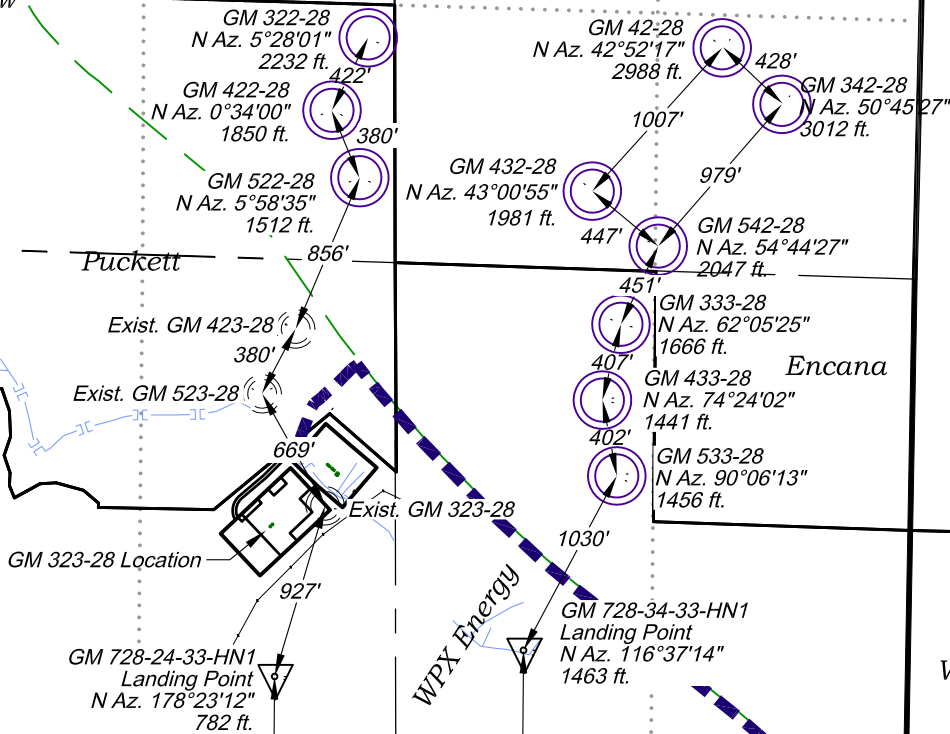 GM 322-28
N Az. 5°28'01"
2232 ft.
422'
GM 422-28
N Az. 0°34'00"
1850 ft.
380'
GM 522-28
N Az. 5°58'35"
1512 ft.
856'
Puckett
Exist. GM 423-28
380'
Exist. GM 523-28
669'
Exist. GM 323-28
GM 323-28 Location
927'
GM 728-24-33-HN1
Landing Point
N Az. 178°23'12"
782 ft.
GM 42-28
N Az. 42°52'17"
2988 ft.
428'
GM 342-28
N Az. 50°45'27"
3012 ft.
1007'
979'
GM 432-28
N Az. 43°00'55"
1981 ft.
447'
GM 542-28
N Az. 54°44'27"
2047 ft.
451'
GM 333-28
N Az. 62°05'25"
1666 ft.
Encana
407'
GM 433-28
N Az. 74°24'02"
1441 ft.
402'
GM 533-28
N Az. 90°06'13"
1456 ft.
1030'
WPX Energy
GM 728-34-33-HN1
Landing Point
N Az. 116°37'14"
1463 ft.